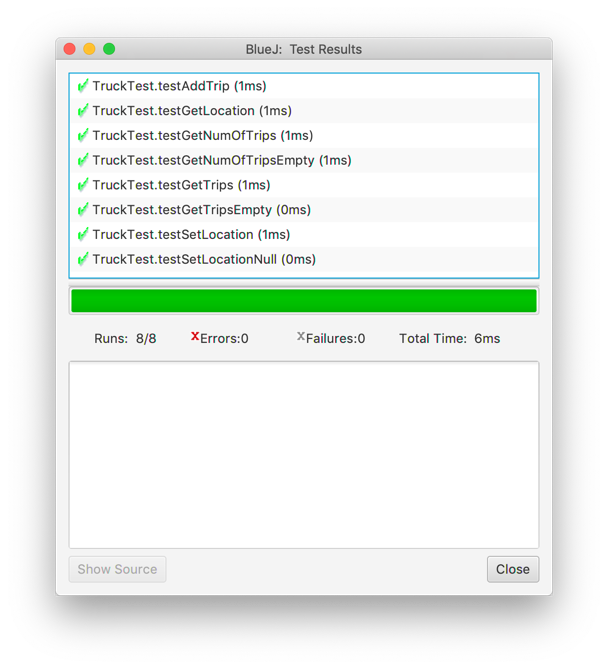 BlueJ: Test Results
TruckTest.testAddTrip (1ms)
TruckTest.testGetLocation (1ms)
TruckTest.testGetNumOfTrips (1ms)
TruckTest.testGetNumOfTripsEmpty (1ms)
TruckTest.testGetTrips (1ms)
TruckTest.testGetTripsEmpty (0ms)
TruckTest.testSetLocation (1ms)
TruckTest.testSetLocationNull (0ms)
Runs: 8/8 xErrors:0 xFailures:0 Total Time: 6ms
Show Source Close